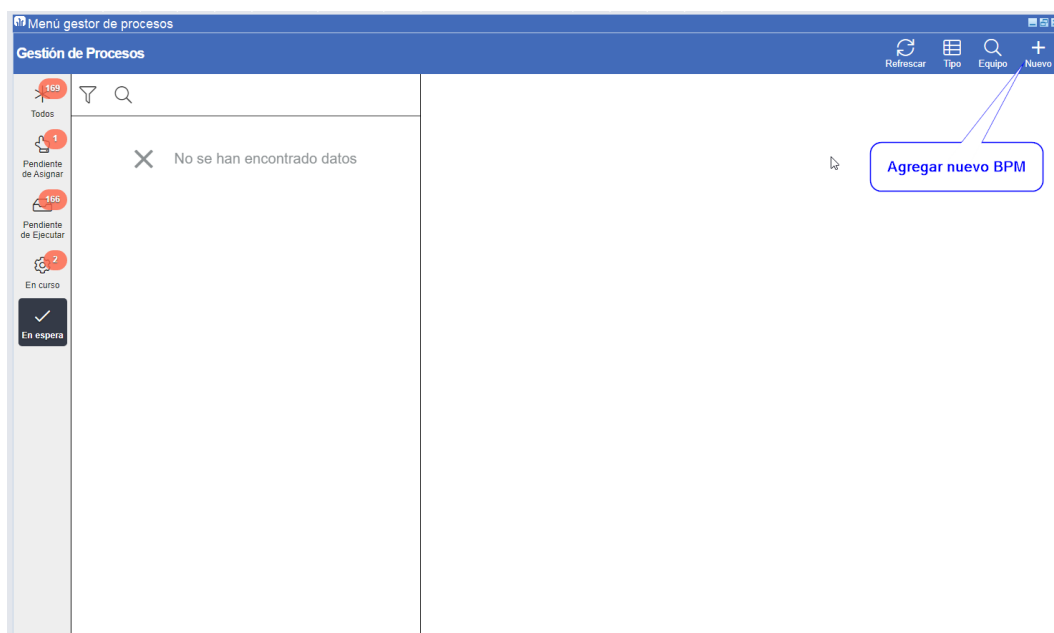 Menú gestor de procesos
Gestión de Procesos
Refrescar
Tipo
Equipo
Nuevo
169
Todos
1
Pendiente
de Asignar
166
Pendiente
de Ejecutar
2
En curso
En espera
No se han encontrado datos
Agregar nuevo BPM